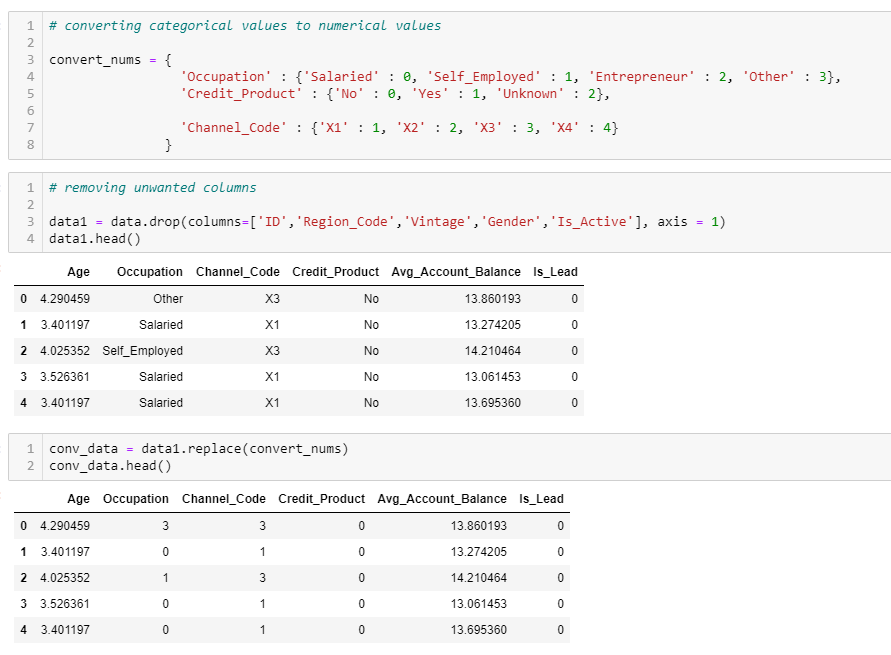 1 # converting categorical values to numerical values
2
3 convert_nums = {
4 'Occupation' : {'Salaried' : 0, 'Self_Employed' : 1, 'Entrepreneur' : 2, 'Other' : 3},
5 'Credit_Product' : {'No' : 0, 'Yes' : 1, 'Unknown' : 2},
6
7 'Channel_Code' : {'X1' : 1, 'X2' : 2, 'X3' : 3, 'X4' : 4}
8 }
1 # removing unwanted columns
2
3 data1 = data.drop(columns=['ID','Region_Code','Vintage','Gender','Is_Active'], axis = 1)
4 data1.head()
Age Occupation Channel_Code Credit_Product Avg_Account_Balance Is_Lead
0 4.290459 Other X3 No 13.860193 0
1 3.401197 Salaried X1 No 13.274205 0
2 4.025352 Self_Employed X3 No 14.210464 0
3 3.526361 Salaried X1 No 13.061453 0
4 3.401197 Salaried X1 No 13.695360 0
1 conv_data = data1.replace(convert_nums)
2 conv_data.head()
Age Occupation Channel_Code Credit_Product Avg_Account_Balance Is_Lead
0 4.290459 3 3 0 13.860193 0
1 3.401197 0 1 0 13.274205 0
2 4.025352 1 3 0 14.210464 0
3 3.526361 0 1 0 13.061453 0
4 3.401197 0 1 0 13.695360 0